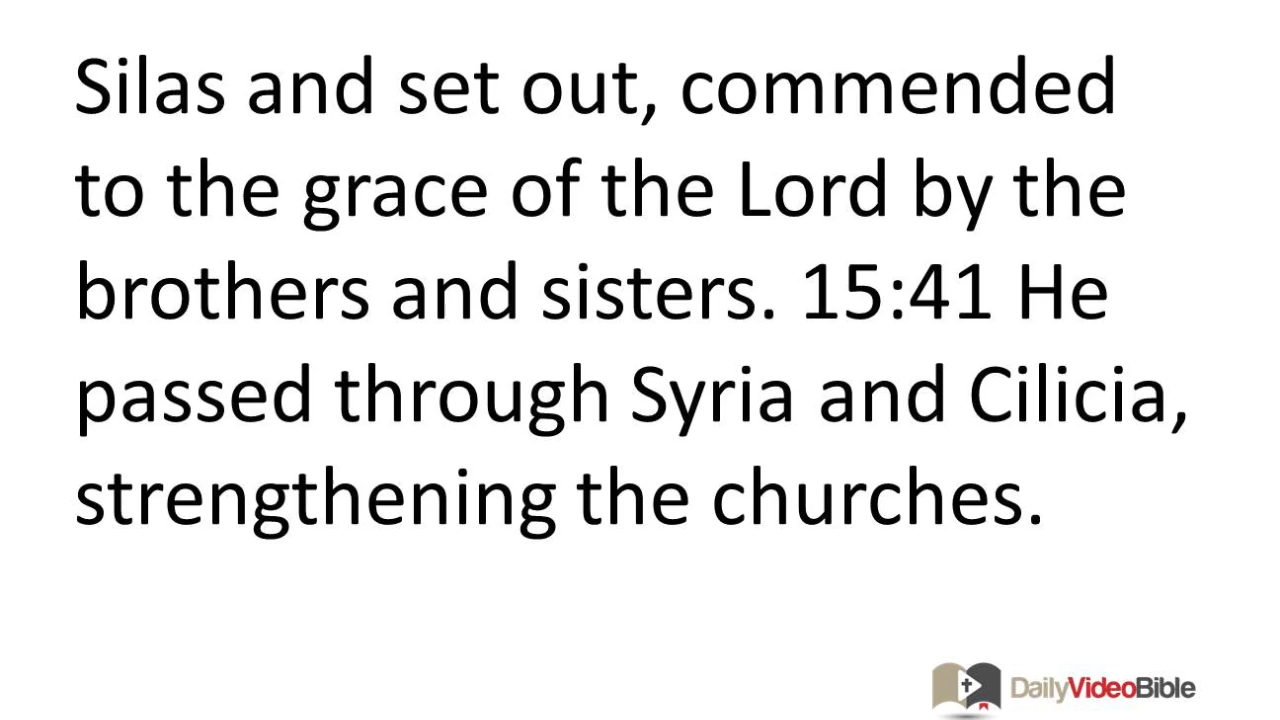 Silas and set out, commended
to the grace of the Lord by the
brothers and sisters. 15:41 He
passed through Syria and Cilicia,
strengthening the churches.
DailyVideoBible